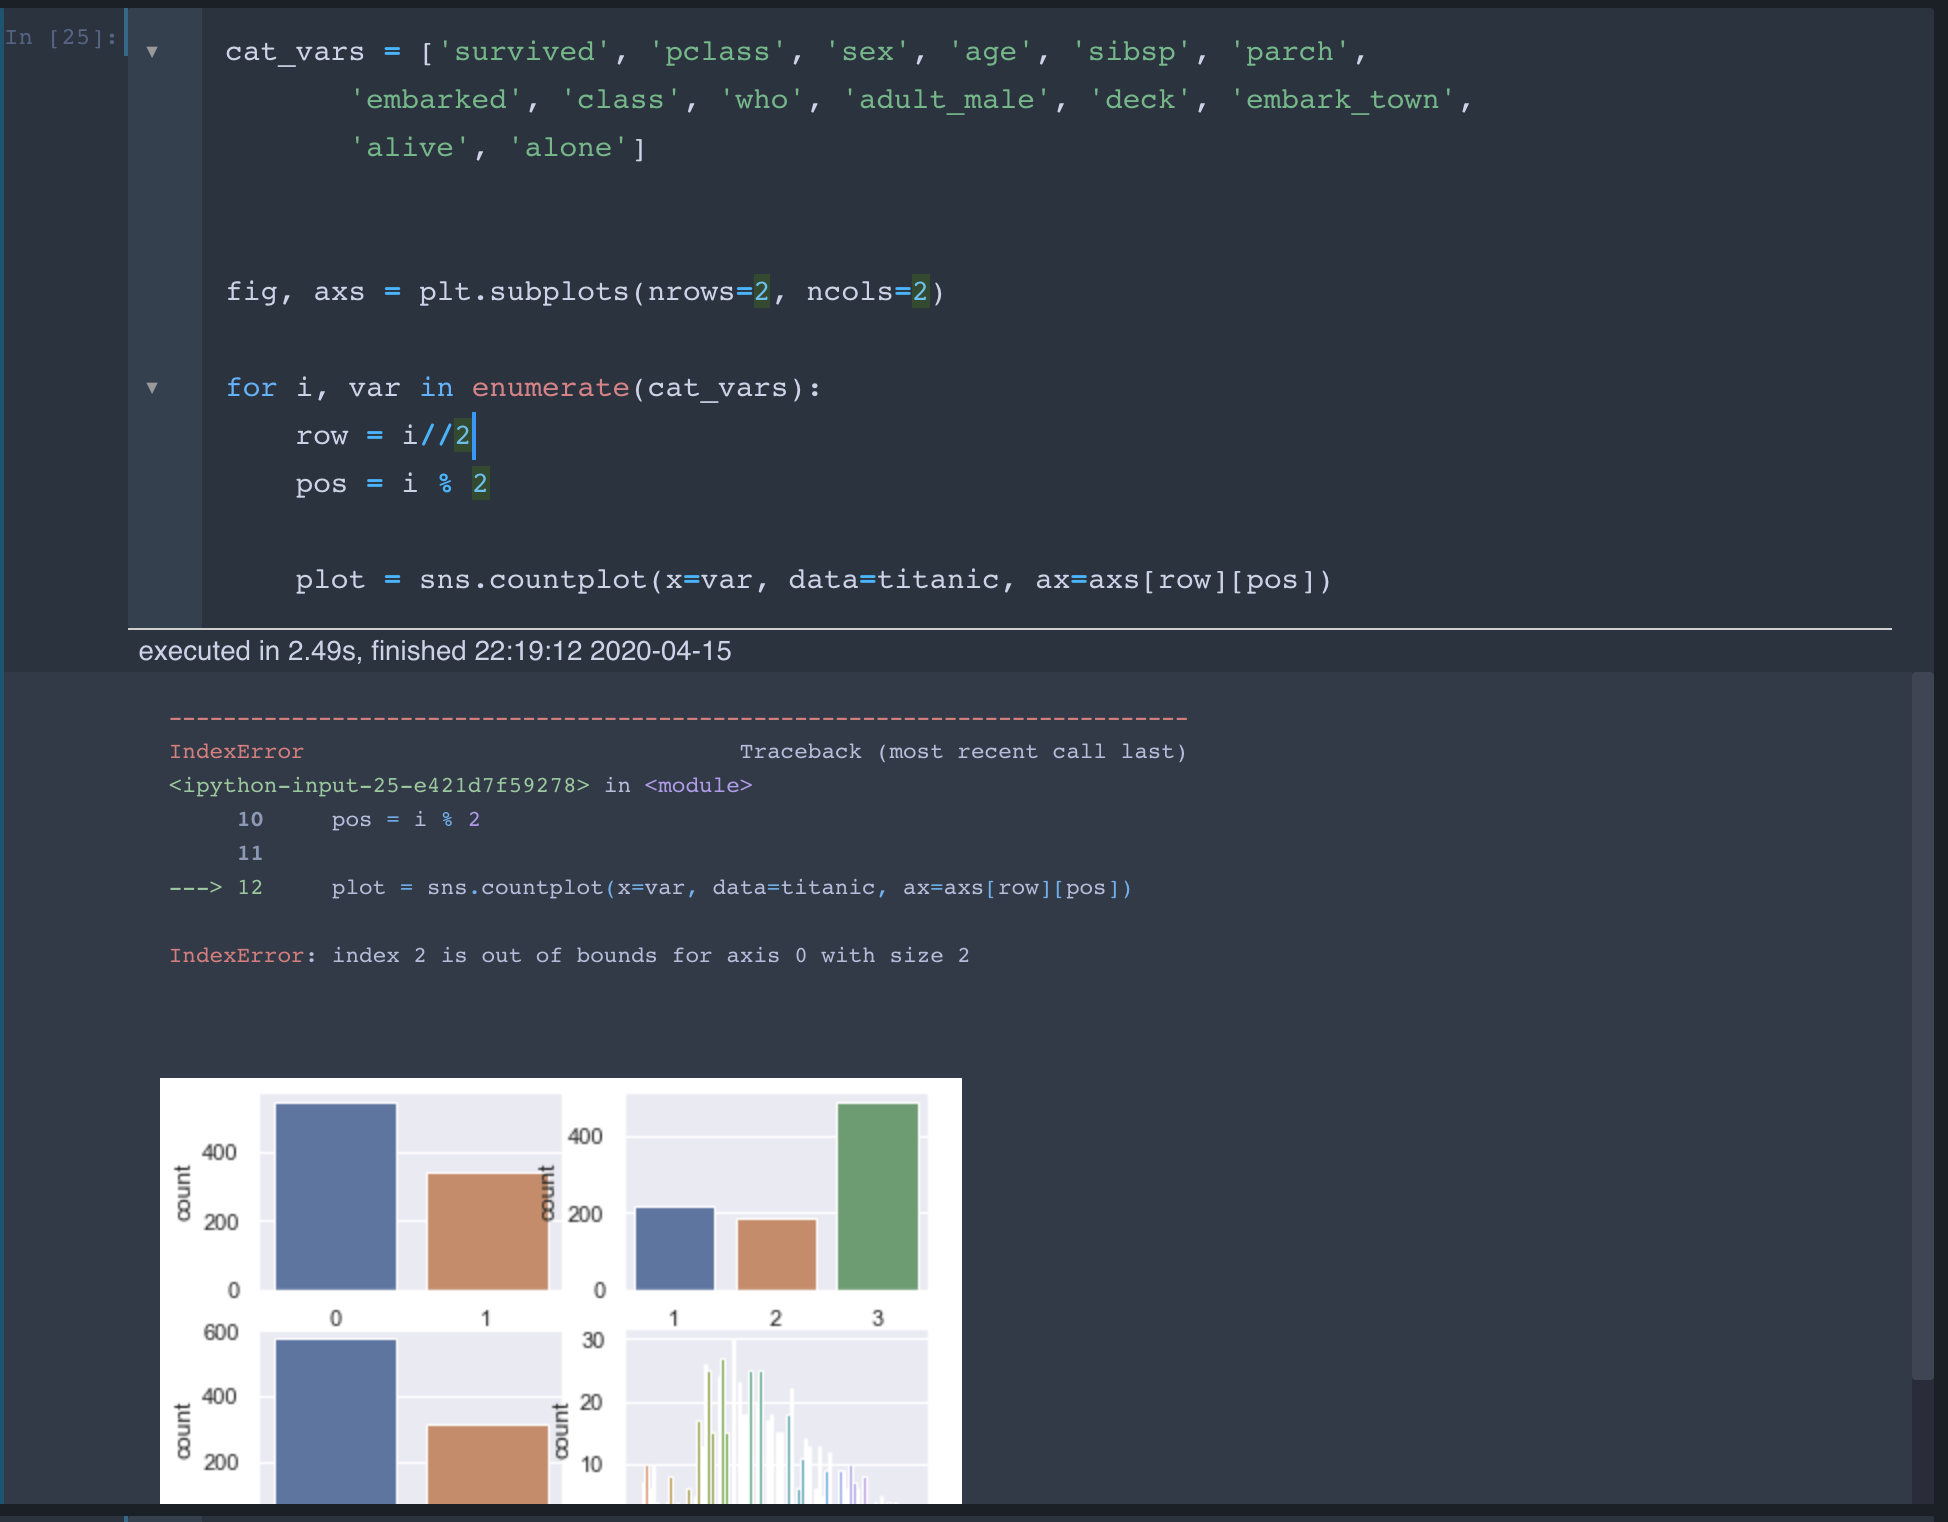 In [25]:
cat_vars = ['survived', 'pclass', 'sex', 'age', 'sibsp', 'parch',
'embarked', 'class', 'who', 'adult_male', 'deck', 'embark_town',
'alive', 'alone']
fig, axs = plt.subplots(nrows=2, ncols=2)
for i, var in enumerate(cat_vars):
row = i//2
pos = i % 2
plot = sns.countplot(x=var, data=titanic, ax=axs[row][pos])
executed in 2.49s, finished 22:19:12 2020-04-15
---------------------------------------------------------------------------
IndexError Traceback (most recent call last)
<ipython-input-25-e421d7f59278> in <module>
10 pos = i % 2
11
---> 12 plot = sns.countplot(x=var, data=titanic, ax=axs[row][pos])
IndexError: index 2 is out of bounds for axis 0 with size 2
count
400
200
0
0 1
count
400
200
0
1 2 3
count
600
400
200
count
30
20
10